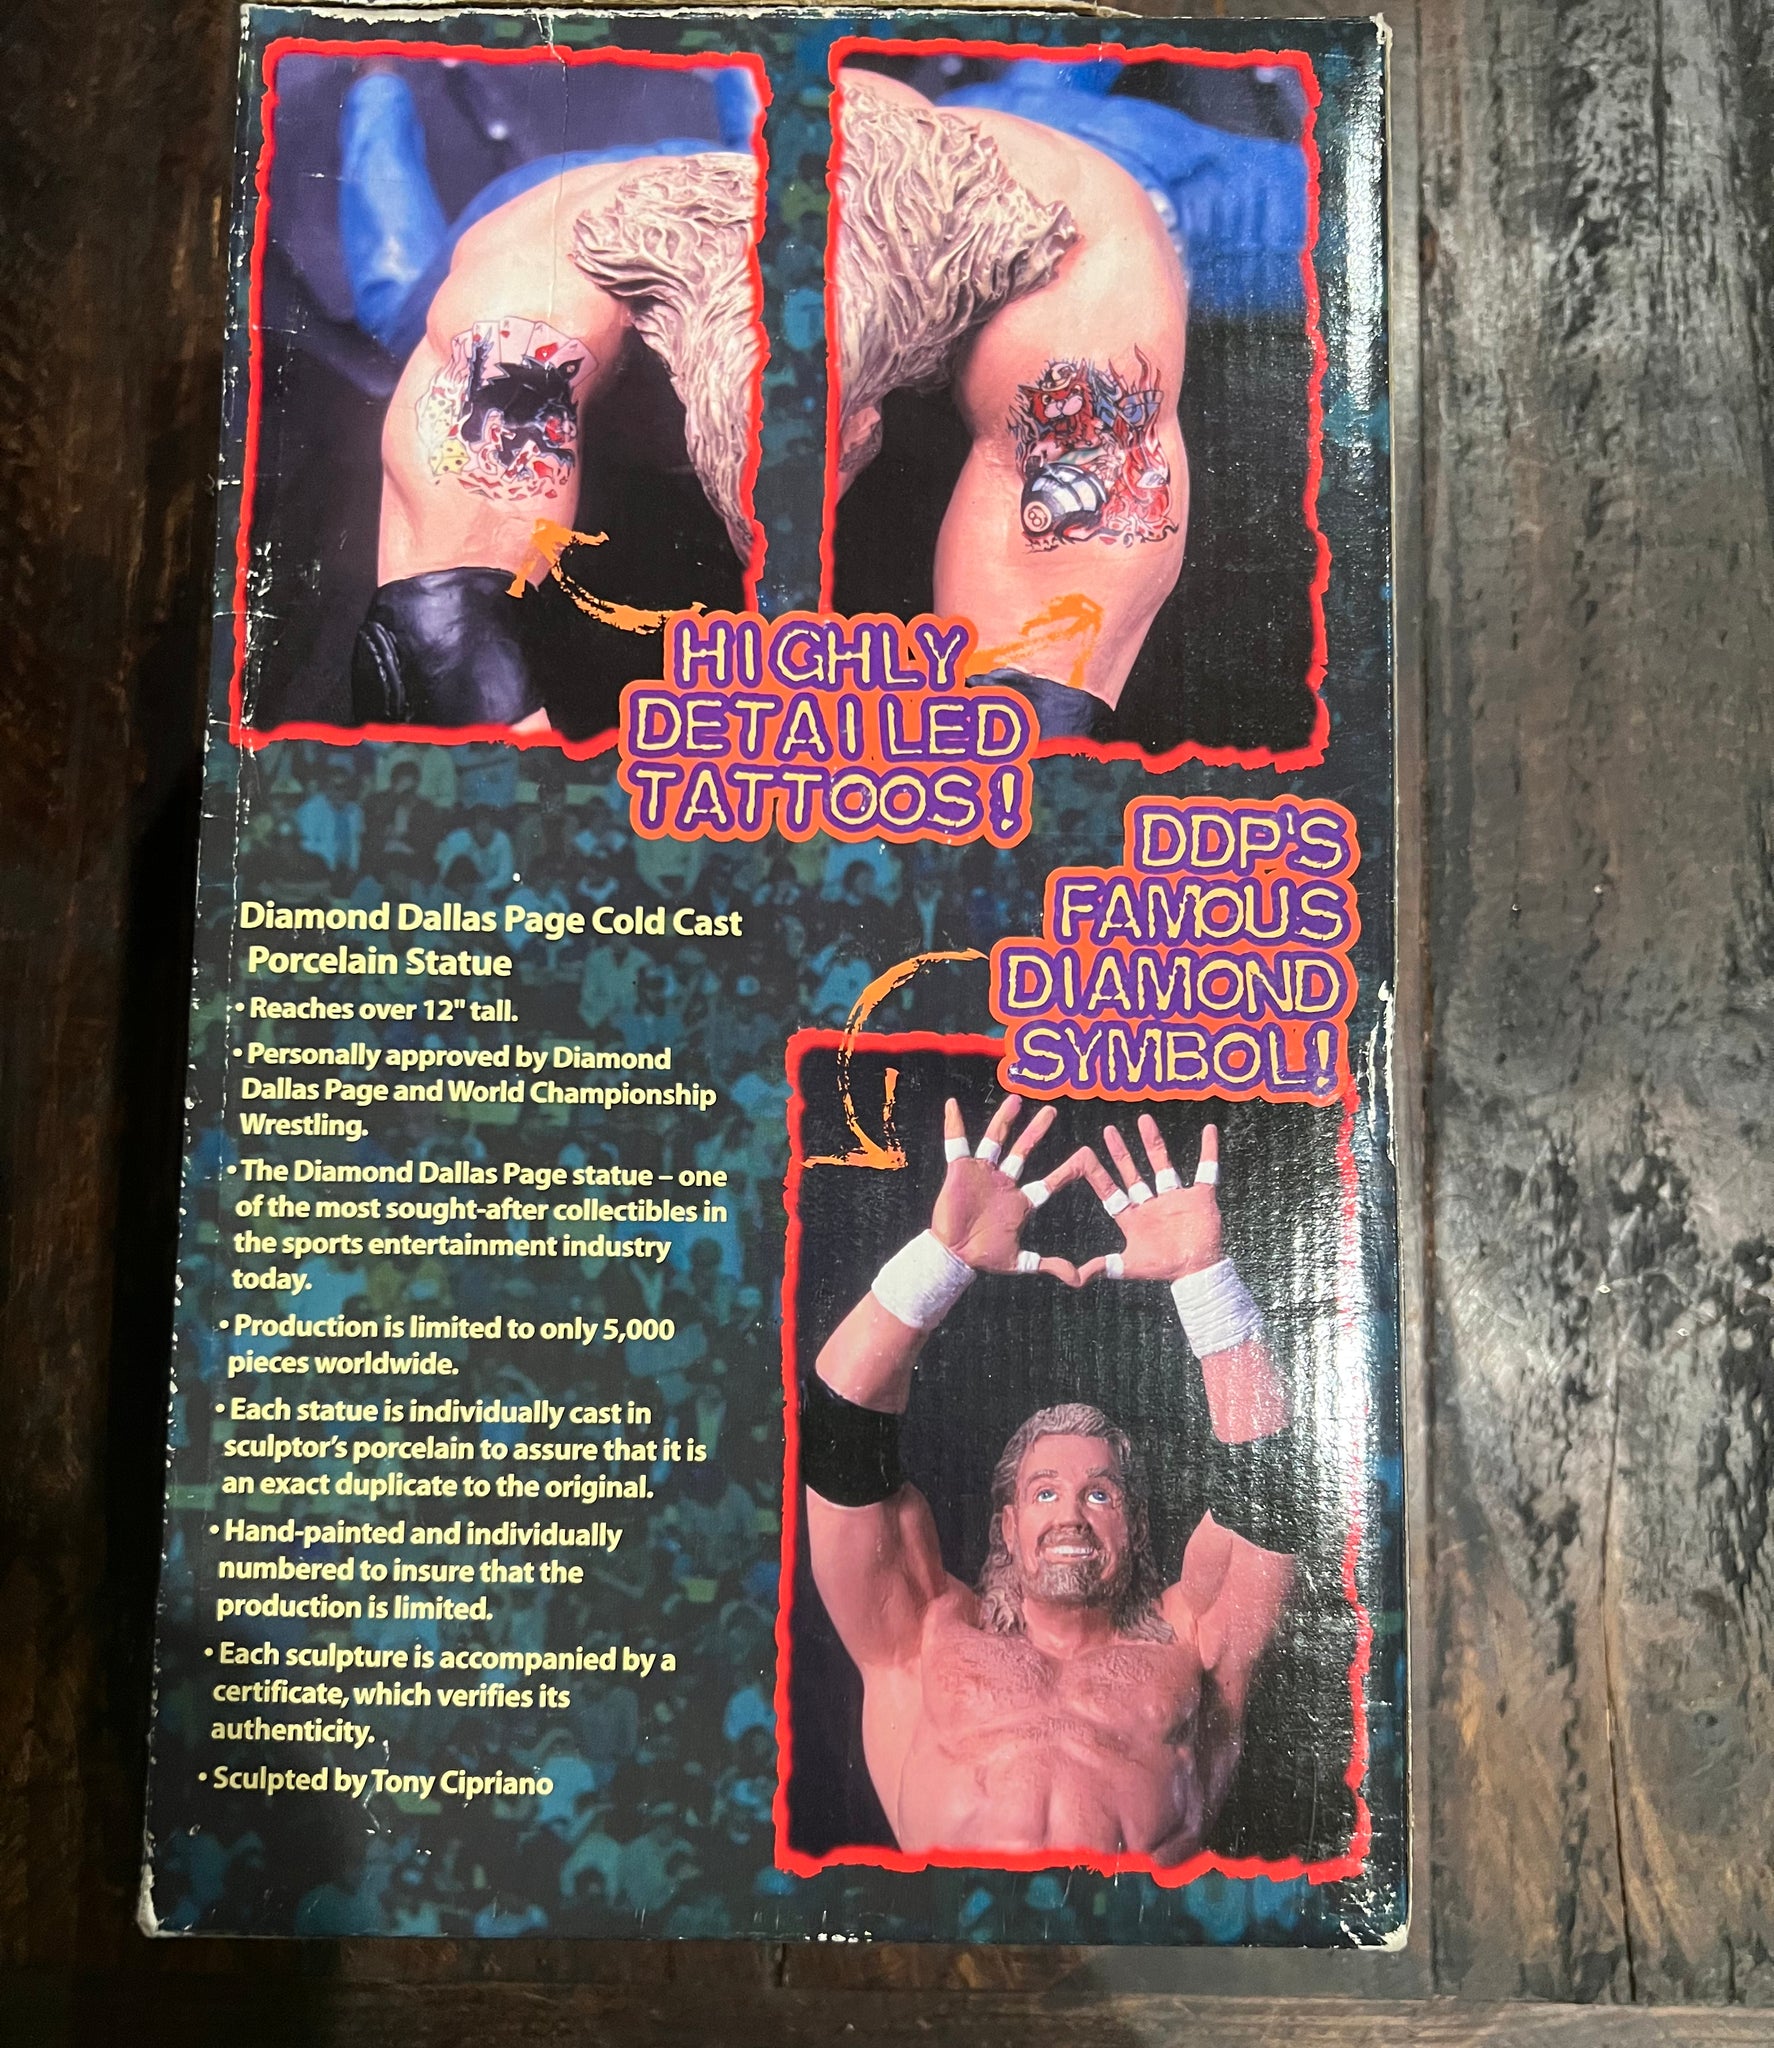 HIGHLY
DETAILED
TATTOOS!
DDP'S
FAMOUS
DIAMOND
SYMBOL!
Diamond Dallas Page Cold Cast
Porcelain Statue
• Reaches over 12" tall.
• Personally approved by Diamond
Dallas Page and World Championship
Wrestling.
• The Diamond Dallas Page statue – one
of the most sought-after collectibles in
the sports entertainment industry
today.
• Production is limited to only 5,000
pieces worldwide.
• Each statue is individually cast in
sculptor's porcelain to assure that it is
an exact duplicate to the original.
• Hand-painted and individually
numbered to insure that the
production is limited.
• Each sculpture is accompanied by a
certificate, which verifies its
authenticity.
• Sculpted by Tony Cipriano
8